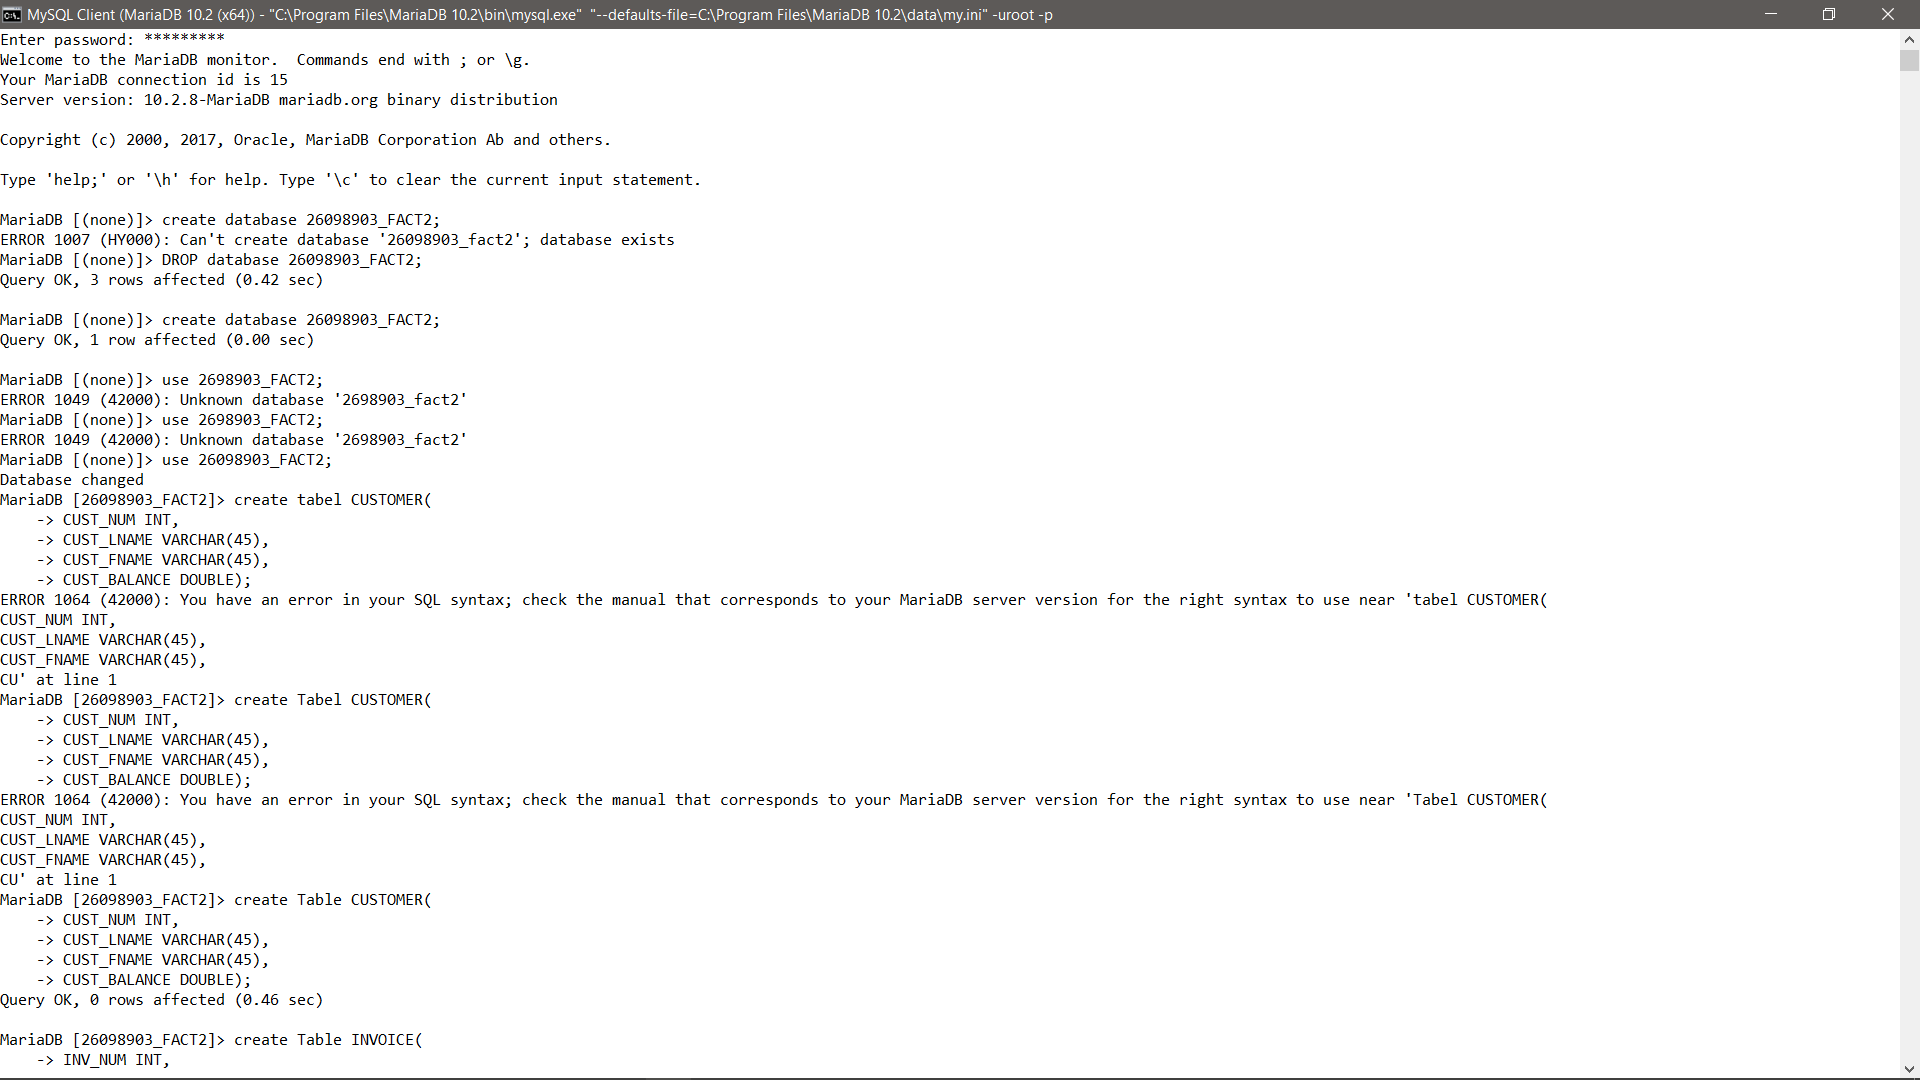 MySQL Client (MariaDB 10.2 (x64)) - "C:\Program Files\MariaDB 10.2\bin\mysql.exe"  "--defaults-file=C:\Program Files\MariaDB 10.2\data\my.ini" -uroot -p
Enter password: *********
Welcome to the MariaDB monitor.  Commands end with ; or \g.
Your MariaDB connection id is 15
Server version: 10.2.8-MariaDB mariadb.org binary distribution
Copyright (c) 2000, 2017, Oracle, MariaDB Corporation Ab and others.
Type 'help;' or '\h' for help. Type '\c' to clear the current input statement.
MariaDB [(none)]> create database 26098903_FACT2;
ERROR 1007 (HY000): Can't create database '26098903_fact2'; database exists
MariaDB [(none)]> DROP database 26098903_FACT2;
Query OK, 3 rows affected (0.42 sec)
MariaDB [(none)]> create database 26098903_FACT2;
Query OK, 1 row affected (0.00 sec)
MariaDB [(none)]> use 2698903_FACT2;
ERROR 1049 (42000): Unknown database '2698903_fact2'
MariaDB [(none)]> use 2698903_FACT2;
ERROR 1049 (42000): Unknown database '2698903_fact2'
MariaDB [(none)]> use 26098903_FACT2;
Database changed
MariaDB [26098903_FACT2]> create tabel CUSTOMER(
    -> CUST_NUM INT,
    -> CUST_LNAME VARCHAR(45),
    -> CUST_FNAME VARCHAR(45),
    -> CUST_BALANCE DOUBLE);
ERROR 1064 (42000): You have an error in your SQL syntax; check the manual that corresponds to your MariaDB server version for the right syntax to use near 'tabel CUSTOMER(
CUST_NUM INT,
CUST_LNAME VARCHAR(45),
CUST_FNAME VARCHAR(45),
CU' at line 1
MariaDB [26098903_FACT2]> create Tabel CUSTOMER(
    -> CUST_NUM INT,
    -> CUST_LNAME VARCHAR(45),
    -> CUST_FNAME VARCHAR(45),
    -> CUST_BALANCE DOUBLE);
ERROR 1064 (42000): You have an error in your SQL syntax; check the manual that corresponds to your MariaDB server version for the right syntax to use near 'Tabel CUSTOMER(
CUST_NUM INT,
CUST_LNAME VARCHAR(45),
CUST_FNAME VARCHAR(45),
CU' at line 1
MariaDB [26098903_FACT2]> create Table CUSTOMER(
    -> CUST_NUM INT,
    -> CUST_LNAME VARCHAR(45),
    -> CUST_FNAME VARCHAR(45),
    -> CUST_BALANCE DOUBLE);
Query OK, 0 rows affected (0.46 sec)
MariaDB [26098903_FACT2]> create Table INVOICE(
    -> INV_NUM INT,